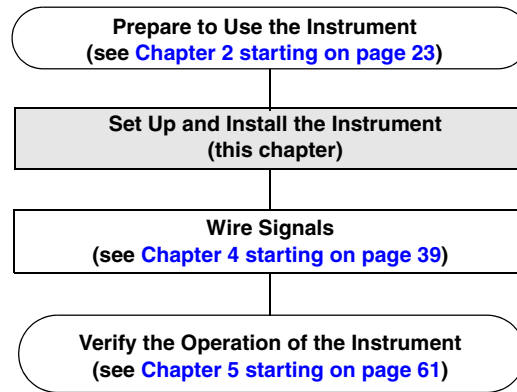 Prepare to Use the Instrument
(see Chapter 2 starting on page 23)
Set Up and Install the Instrument
(this chapter)
Wire Signals
(see Chapter 4 starting on page 39)
Verify the Operation of the Instrument
(see Chapter 5 starting on page 61)